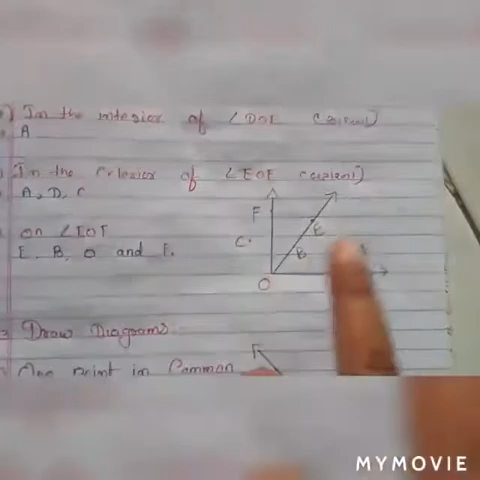 In the interior of ∠DOE
A
In the Exterior of ∠EOF
A, D, C
F
E
C.
On ∠EOF
B
E, B, O and F.
O
Draw Diagrams.
One point in Common
MYMOVIE